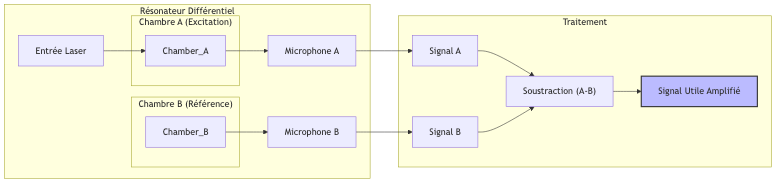 Résonateur Différentiel
Chambre A (Excitation)
Entrée Laser
Chamber_A
Microphone A
Chambre B (Référence)
Chamber_B
Microphone B
Traitement
Signal A
Signal B
Soustraction (A-B)
Signal Utile Amplifié